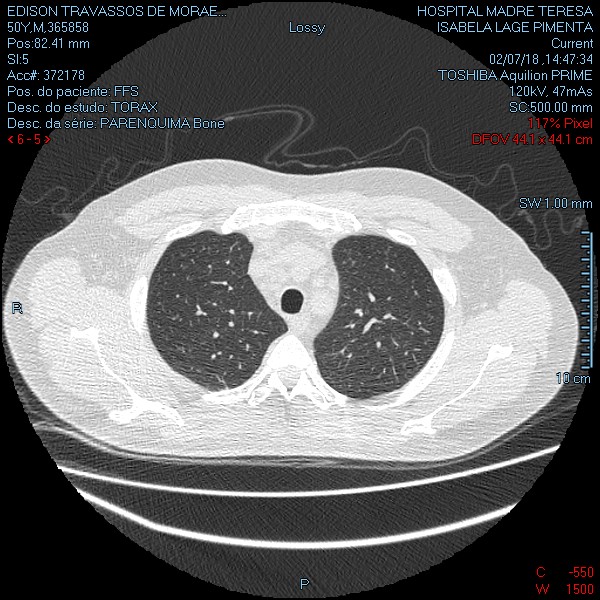 EDISON TRAVASSOS DE MORAE...
50Y,M,365858
Pos:82.41 mm
Sl:5
Acc#: 372178
Pos. do paciente: FFS
Desc. do estudo: TORAX
Desc. da série: PARENQUIMA Bone
< 6 - 5 >
Lossy
HOSPITAL MADRE TERESA
ISABELA LAGE PIMENTA
Current
02/07/18 ,14:47:34
TOSHIBA Aquilion PRIME
120kV, 47mAs
SC:500.00 mm
117% Pixel
DFOV 44.1 x 44.1 cm
SW:1.00 mm
R
10 cm
P
C -550
W 1500